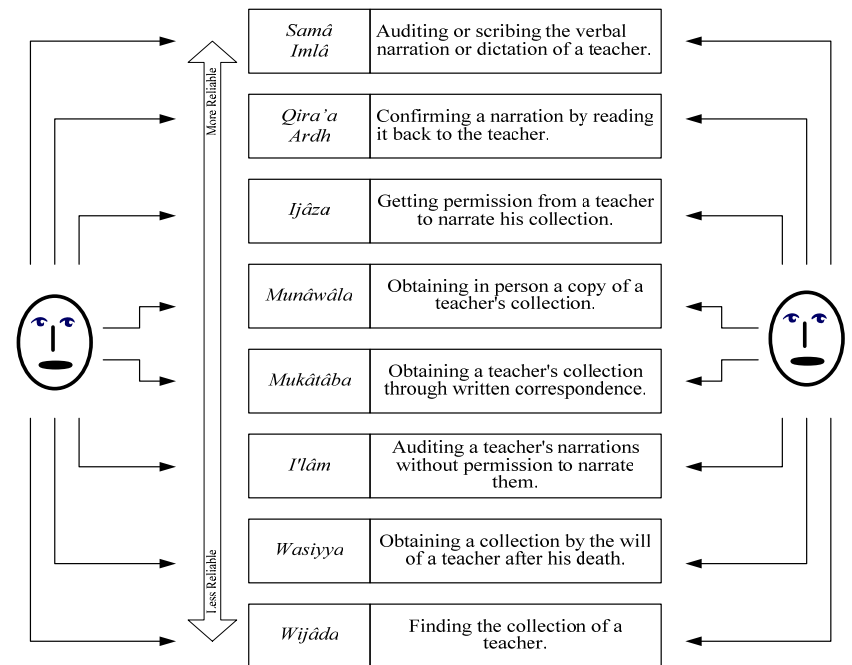 Samâ
Imlâ
Auditing or scribing the verbal
narration or dictation of a teacher.
More Reliable
Qira’a
Ardh
Confirming a narration by reading
it back to the teacher.
Ijâza
Getting permission from a teacher
to narrate his collection.
Munâwâla
Obtaining in person a copy of a
teacher's collection.
Mukâtâba
Obtaining a teacher's collection
through written correspondence.
I'lâm
Auditing a teacher's narrations
without permission to narrate
them.
Less Reliable
Wasiyya
Obtaining a collection by the will
of a teacher after his death.
Wijâda
Finding the collection of a
teacher.